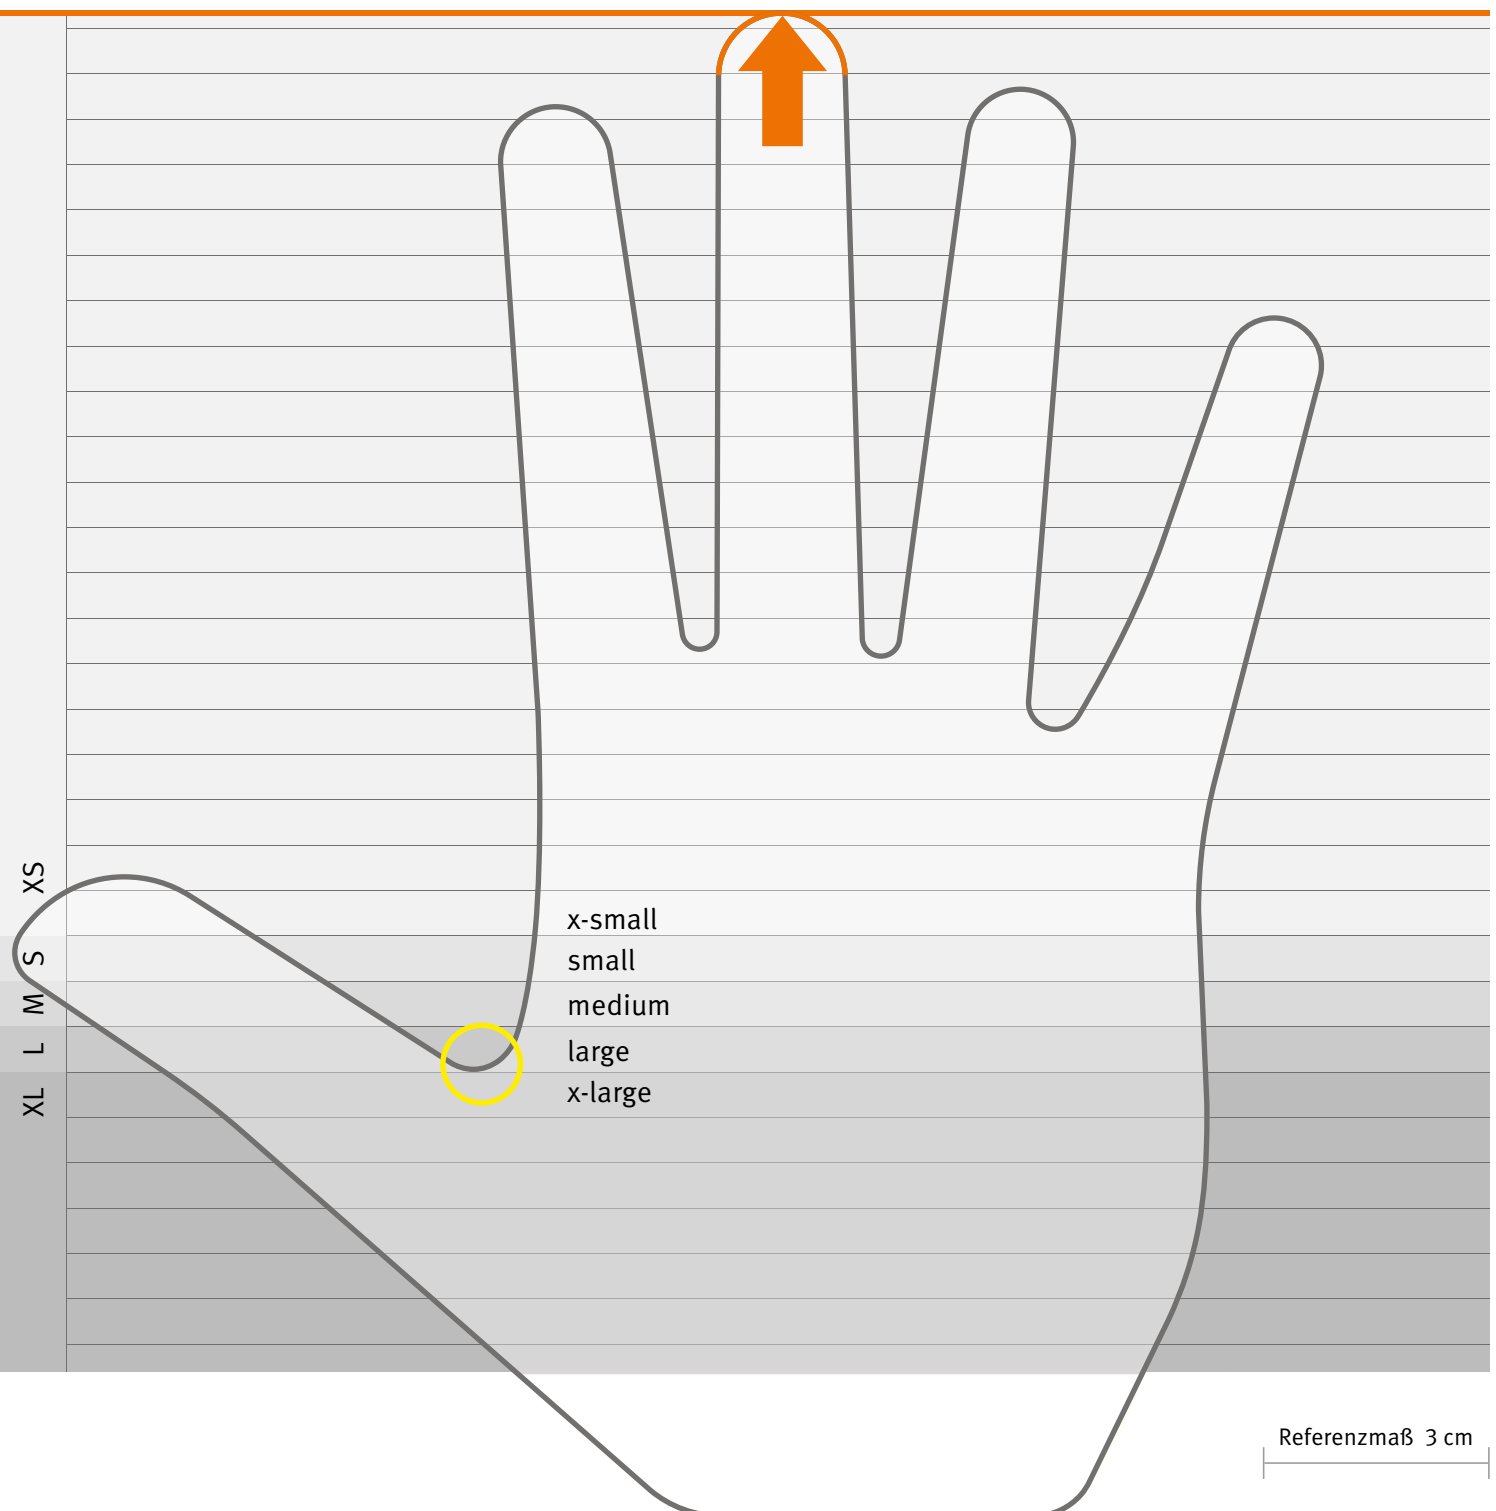 XS
x-small
S
small
M
medium
L
large
XL
x-large
Referenzmaß 3 cm